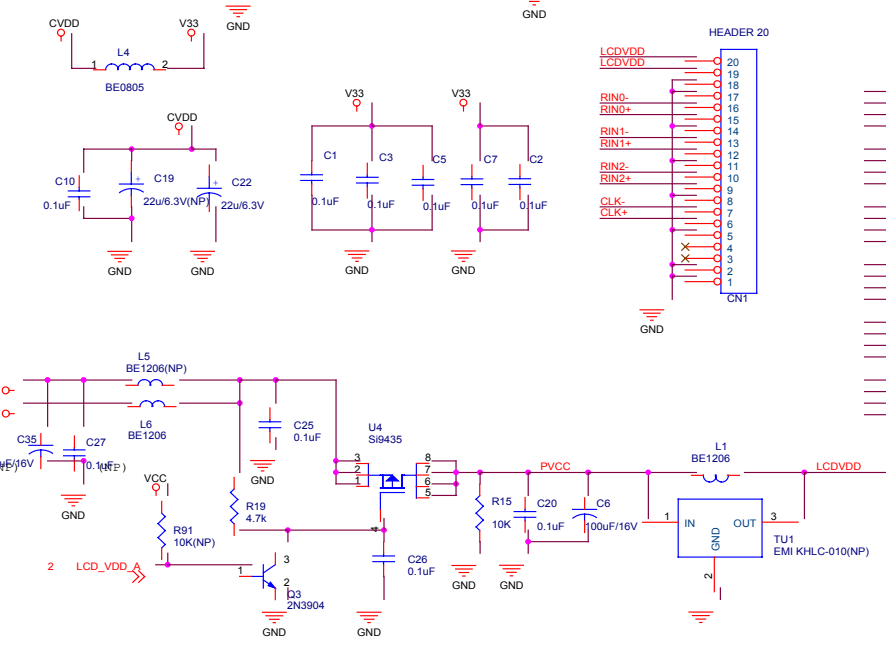 GND
GND
CVDD
V33
L4
1
2
BE0805
HEADER 20
LCDVDD
LCDVDD
20
19
18
RIN0-
17
RIN0+
16
15
RIN1-
14
RIN1+
13
12
RIN2-
11
RIN2+
10
9
CLK-
8
CLK+
7
6
5
4
3
2
1
CN1
GND
CVDD
C10
0.1uF
+
C19
22u/6.3V(NP)
+
C22
22u/6.3V
GND
GND
V33
V33
C1
0.1uF
C3
0.1uF
C5
0.1uF
C7
0.1uF
C2
0.1uF
GND
GND
L5
BE1206(NP)
L6
BE1206
C35
uF/16V
C27
0.1uF
(NP)
GND
C25
0.1uF
GND
U4
Si9435
3
2
1
8
7
6
5
4
PVCC
L1
BE1206
LCDVDD
VCC
R91
10K(NP)
R19
4.7k
R15
10K
C20
0.1uF
C6
100uF/16V
1
IN
OUT
3
GND
2
TU1
EMI KHLC-010(NP)
2
LCD_VDD_A
1
3
2
Q3
2N3904
C26
0.1uF
GND
GND
GND
GND